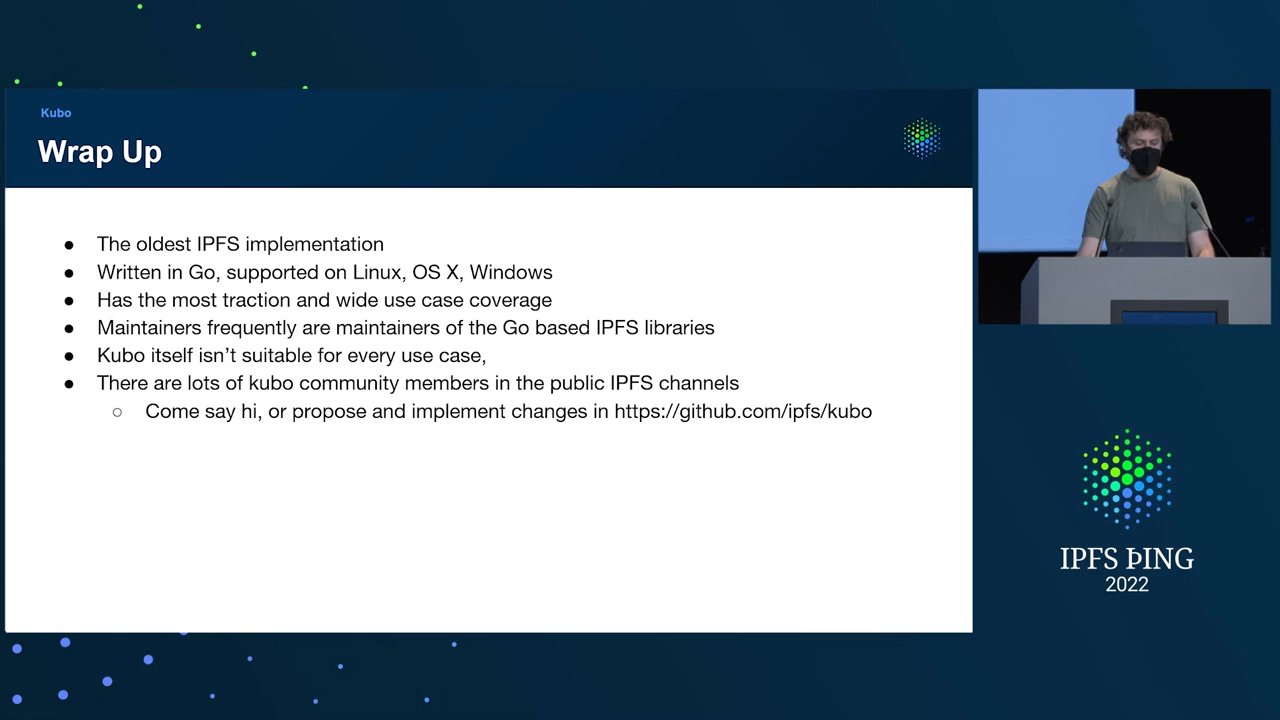 Kubo
Wrap Up
● The oldest IPFS implementation
● Written in Go, supported on Linux, OS X, Windows
● Has the most traction and wide use case coverage
● Maintainers frequently are maintainers of the Go based IPFS libraries
● Kubo itself isn’t suitable for every use case,
● There are lots of kubo community members in the public IPFS channels
○ Come say hi, or propose and implement changes in https://github.com/ipfs/kubo
IPFS ÞING
2022